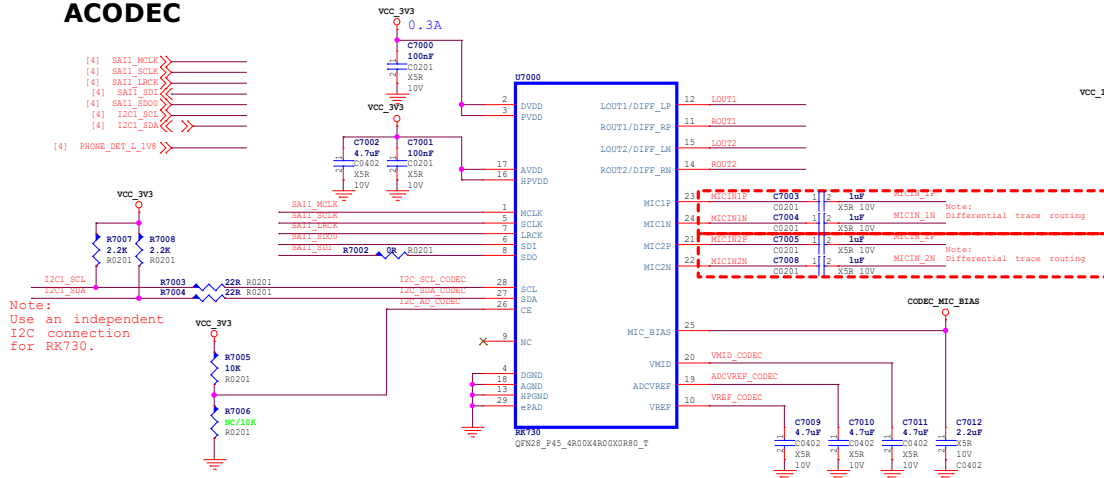 ACODEC
VCC_3V3
0.3A
C7000
100nF
C0201
X5R
10V
[4] SAI1_MCLK
[4] SAI1_SCLK
[4] SAI1_LRCK
[4] SAI1_SDI
[4] SAI1_SDO0
[4] I2C1_SCL
[4] I2C1_SDA
[4] PHONE_DET_L_1V8
VCC_3V3
C7002
4.7uF
C0402
X5R
10V
C7001
100nF
C0201
X5R
10V
U7000
2 DVDD
3 PVDD
17 AVDD
16 HPVDD
SAI1_MCLK 1 MCLK
SAI1_SCLK 5 SCLK
SAI1_LRCK 7 LRCK
SAI1_SDO0 6 SDI
SAI1_SDI R7002 0R R0201 8 SDO
VCC_3V3
R7007
2.2K
R0201
R7008
2.2K
R0201
I2C1_SCL R7003 22R R0201 I2C_SCL_CODEC 28 SCL
I2C1_SDA R7004 22R R0201 I2C_SDA_CODEC 27 SDA
I2C_AD_CODEC 26 CE
Note:
Use an independent
I2C connection
for RK730.
VCC_3V3
R7005
10K
R0201
R7006
NC/10K
R0201
9 NC
4 DGND
18 AGND
13 HPGND
29 ePAD
LOUT1/DIFF_LP 12 LOUT1
ROUT1/DIFF_RP 11 ROUT1
LOUT2/DIFF_LN 15 LOUT2
ROUT2/DIFF_RN 14 ROUT2
MIC1P 23 MICIN1P C7003 1 2 1uF MICIN_1P
C0201 X5R 10V
MIC1N 24 MICIN1N C7004 1 2 1uF MICIN_1N
C0201 X5R 10V
Note:
Differential trace routing
MIC2P 21 MICIN2P C7005 1 2 1uF MICIN_2P
C0201 X5R 10V
MIC2N 22 MICIN2N C7008 1 2 1uF MICIN_2N
C0201 X5R 10V
Note:
Differential trace routing
CODEC_MIC_BIAS
MIC_BIAS 25
VMID 20 VMID_CODEC
ADCVREF 19 ADCVREF_CODEC
VREF 10 VREF_CODEC
C7009
4.7uF
C0402
X5R
10V
C7010
4.7uF
C0402
X5R
10V
C7011
4.7uF
C0402
X5R
10V
C7012
2.2uF
X5R
10V
C0402
RK730
QFN28_P45_4R00X4R00X0R80_T